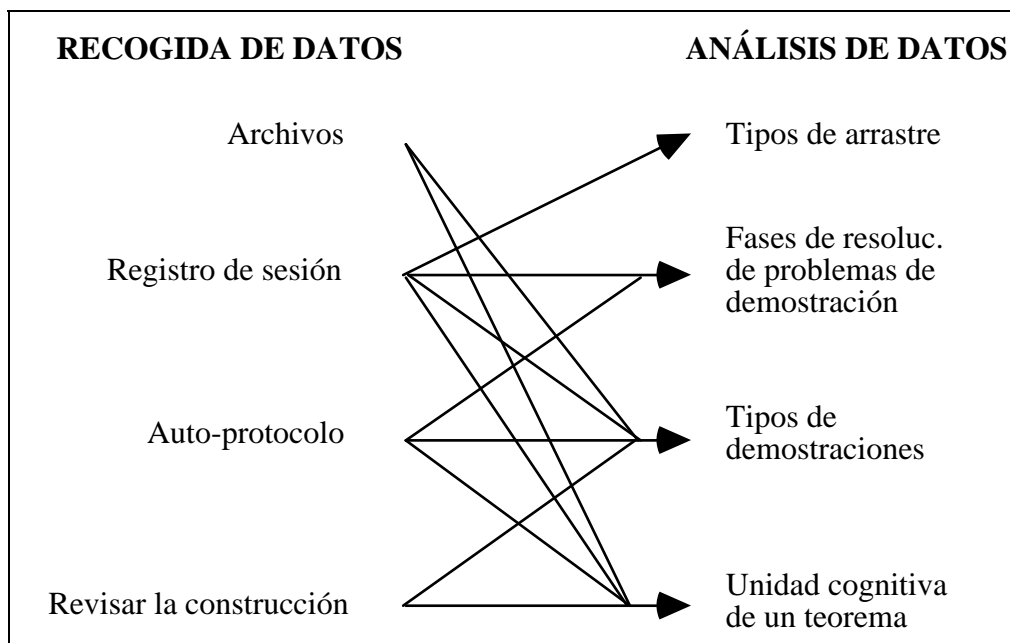 RECOGIDA DE DATOS
ANÁLISIS DE DATOS
Archivos
Tipos de arrastre
Registro de sesión
Fases de resoluc.
de problemas de
demostración
Auto-protocolo
Tipos de
demostraciones
Revisar la construcción
Unidad cognitiva
de un teorema